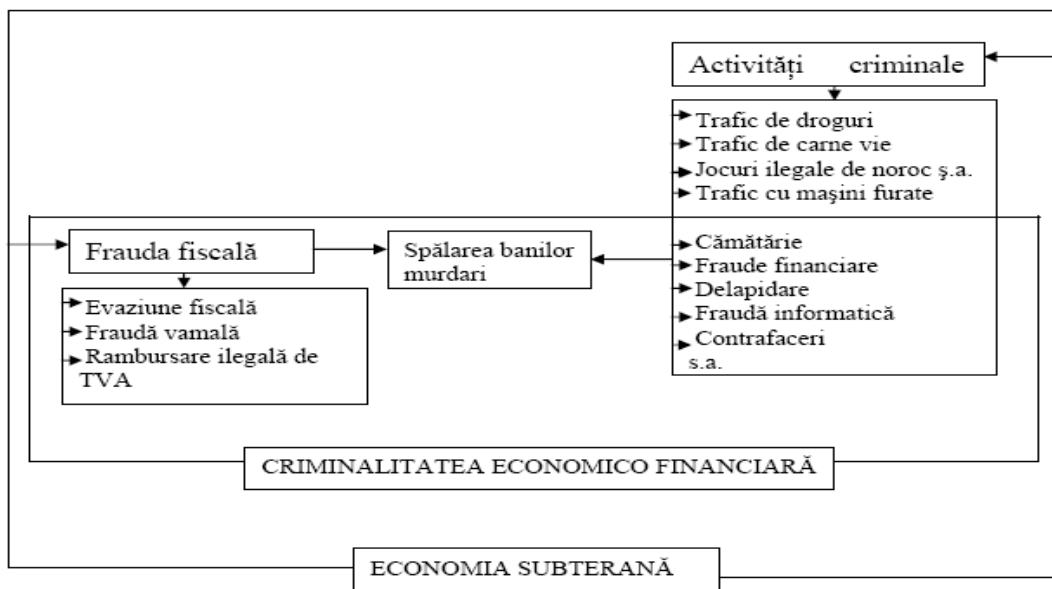 Activități criminale
Trafic de droguri
Trafic de carne vie
Jocuri ilegale de noroc ş.a.
Trafic cu maşini furate
Cămătărie
Fraude financiare
Delapidare
Fraudă informatică
Contrafaceri
s.a.
Frauda fiscală
Spălarea banilor
murdari
Evaziune fiscală
Fraudă vamală
Rambursare ilegală de
TVA
CRIMINALITATEA ECONOMICO FINANCIARĂ
ECONOMIA SUBTERANĂ